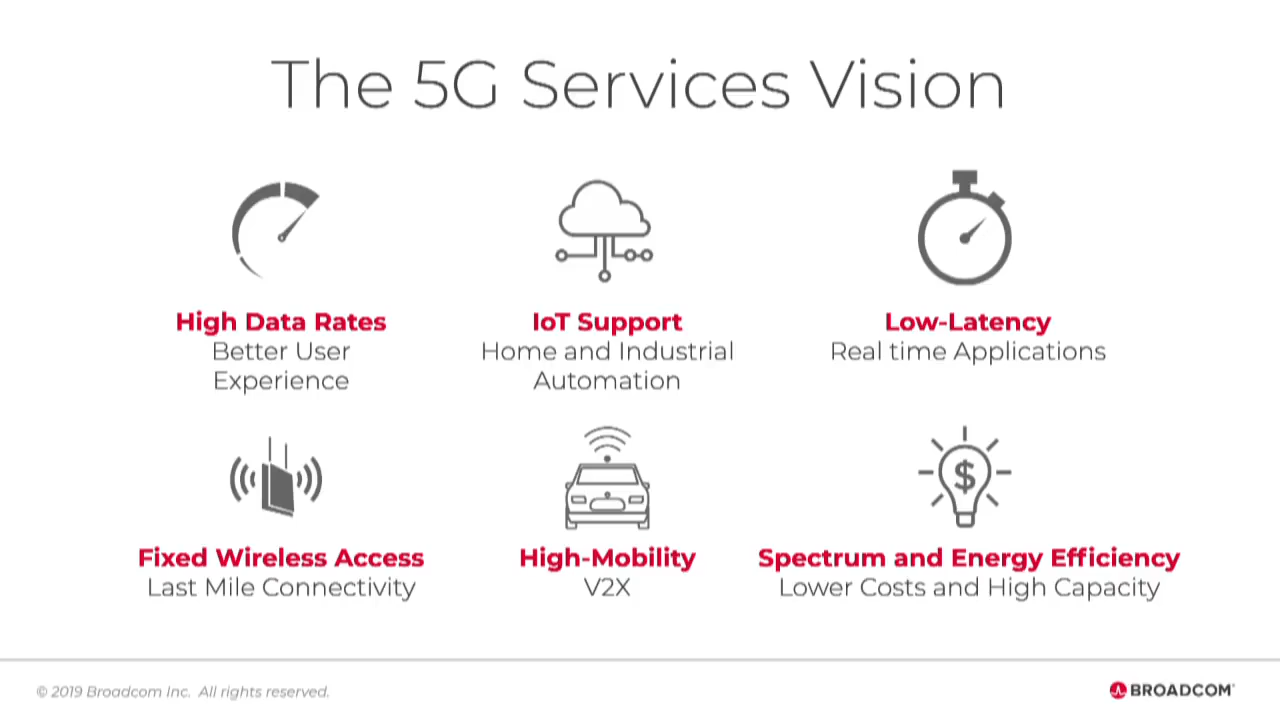 The 5G Services Vision
High Data Rates
Better User
Experience
IoT Support
Home and Industrial
Automation
Low-Latency
Real time Applications
Fixed Wireless Access
Last Mile Connectivity
High-Mobility
V2X
$
Spectrum and Energy Efficiency
Lower Costs and High Capacity
© 2019 Broadcom Inc. All rights reserved.
BROADCOM